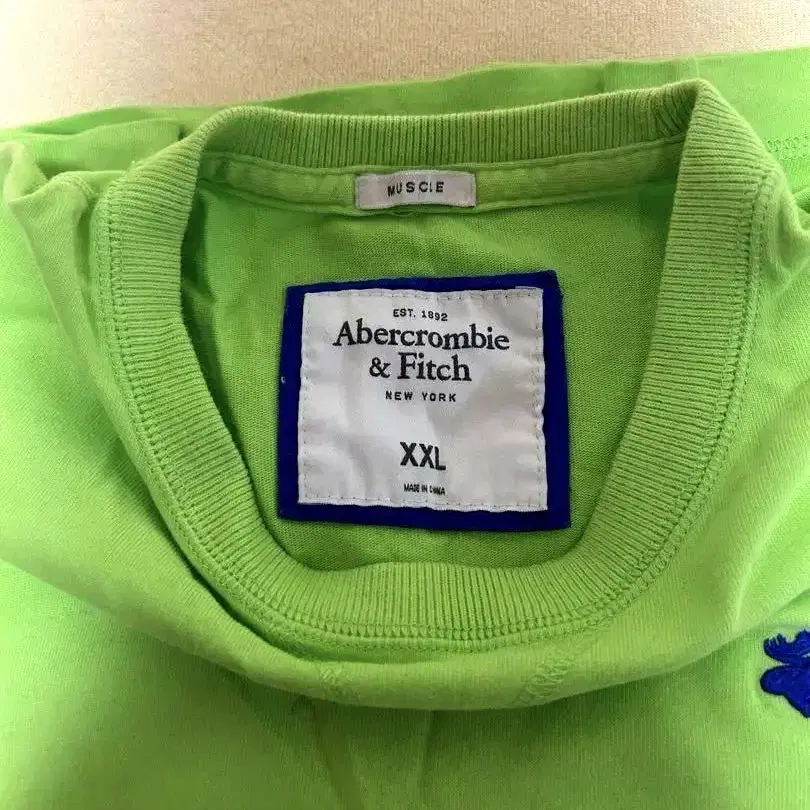 MUSCLE
EST. 1892
Abercrombie
& Fitch
NEW YORK
XXL
MADE IN CHINA